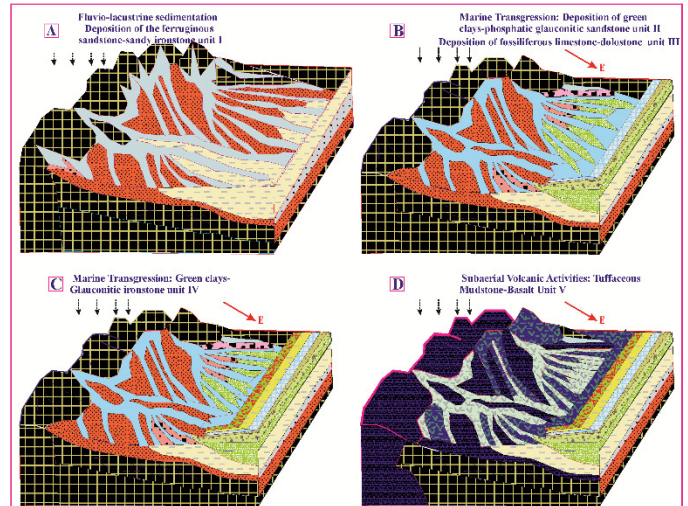 A
Fluvio-lacustrine sedimentation
Deposition of the ferruginous
sandstone-sandy ironstone unit I
B
Marine Transgression: Deposition of green
clays-phosphatic glauconitic sandstone unit II
Deposition of fossiliferous limestone-dolostone unit III
E
C
Marine Transgression: Green clays-
Glauconitic ironstone unit IV
E
D
Subaerial Volcanic Activities: Tuffaceous
Mudstone-Basalt Unit V
E